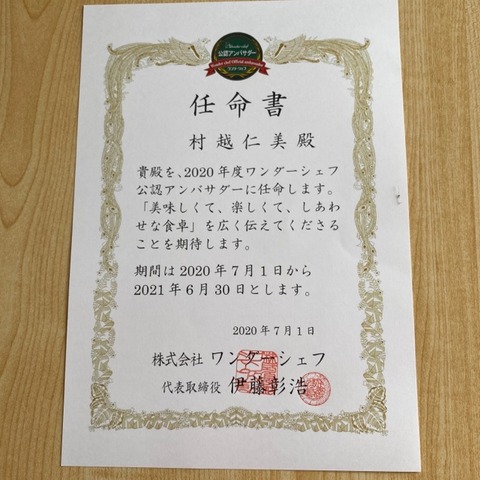 Wonder chef
公認アンバサダー
Wonder chef Official ambassador
任命書
村越仁美殿
貴殿を、2020年度ワンダーシェフ
公認アンバサダーに任命します。
「美味しくて、楽しくて、しあわ
せな食卓」を広く伝えてくださる
ことを期待します。
期間は2020年7月1日から
2021年6月30日とします。
2020年7月1日
株式会社 ワンダーシェフ
代表取締役 伊藤彰浩